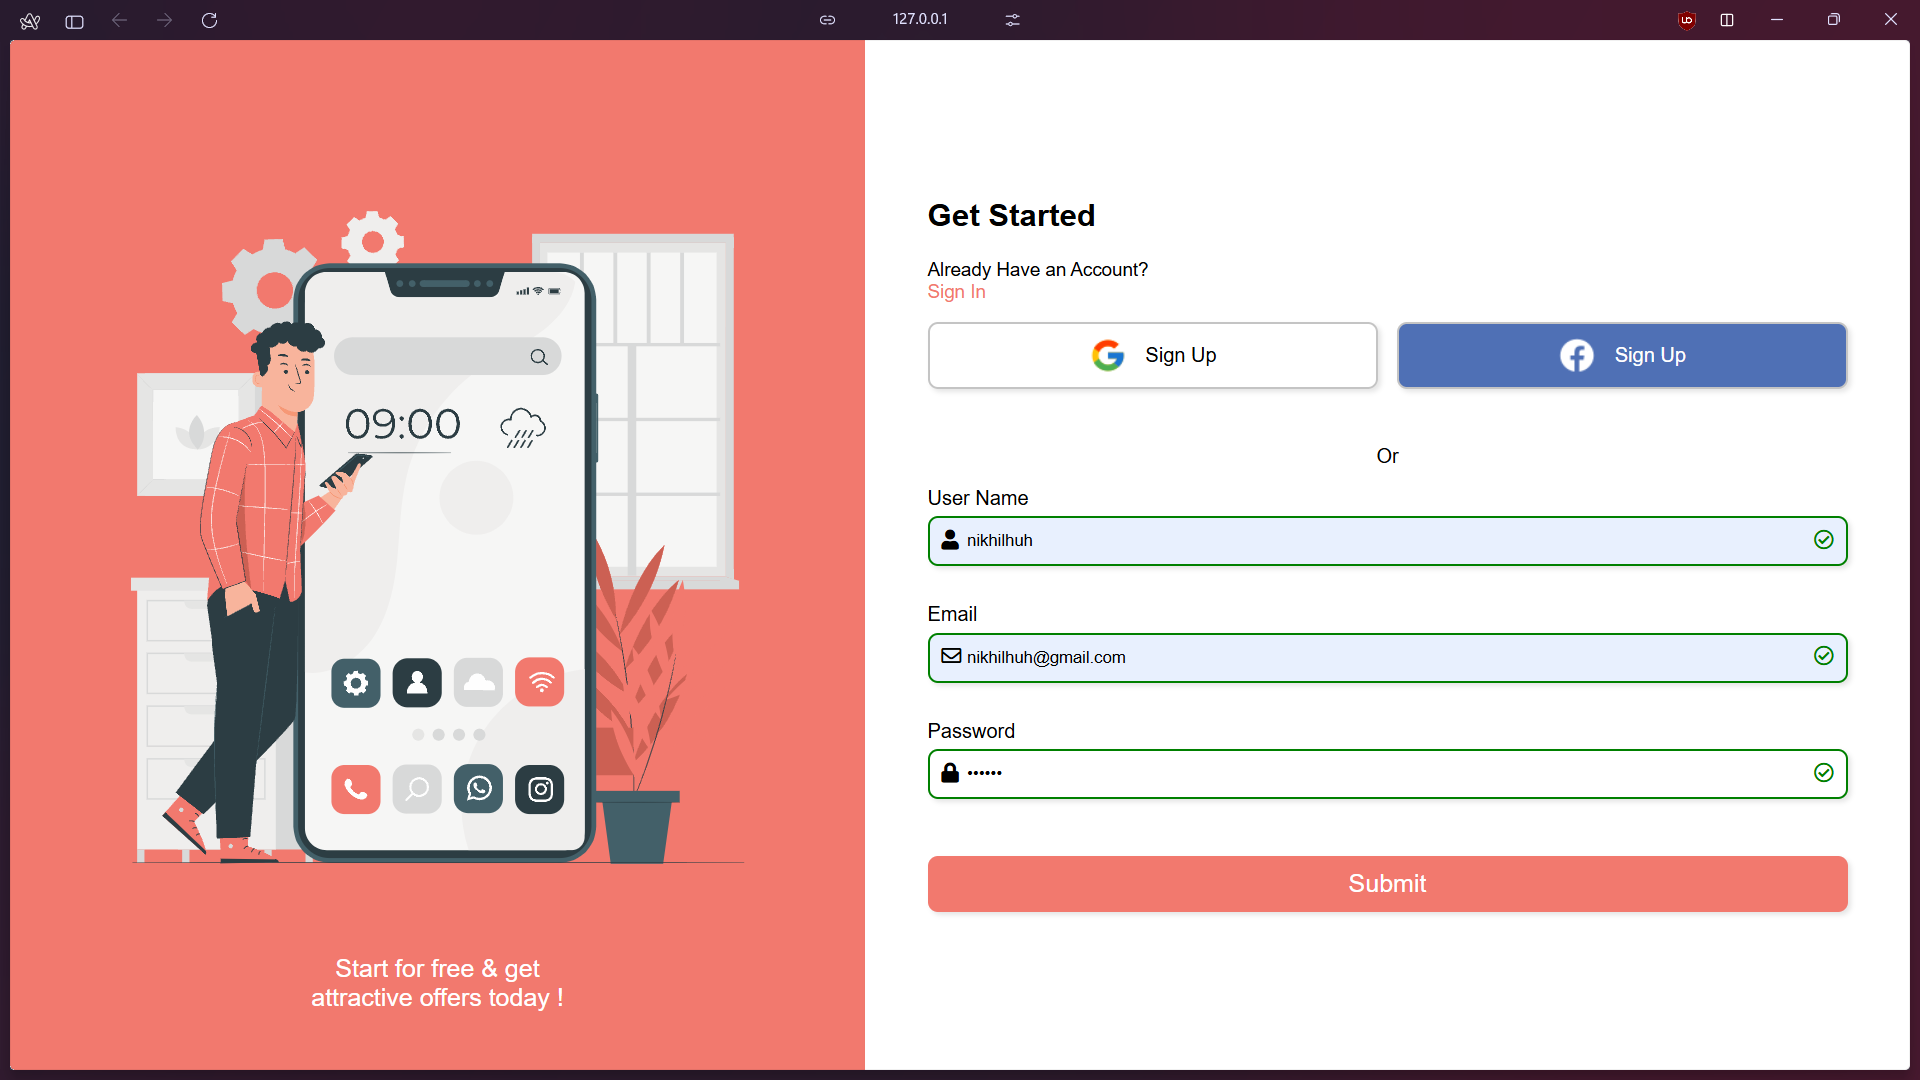 127.0.0.1
09:00
Start for free & get
attractive offers today !
Get Started
Already Have an Account?
Sign In
Sign Up
Sign Up
Or
User Name
nikhilhuh
Email
nikhilhuh@gmail.com
Password
••••••
Submit